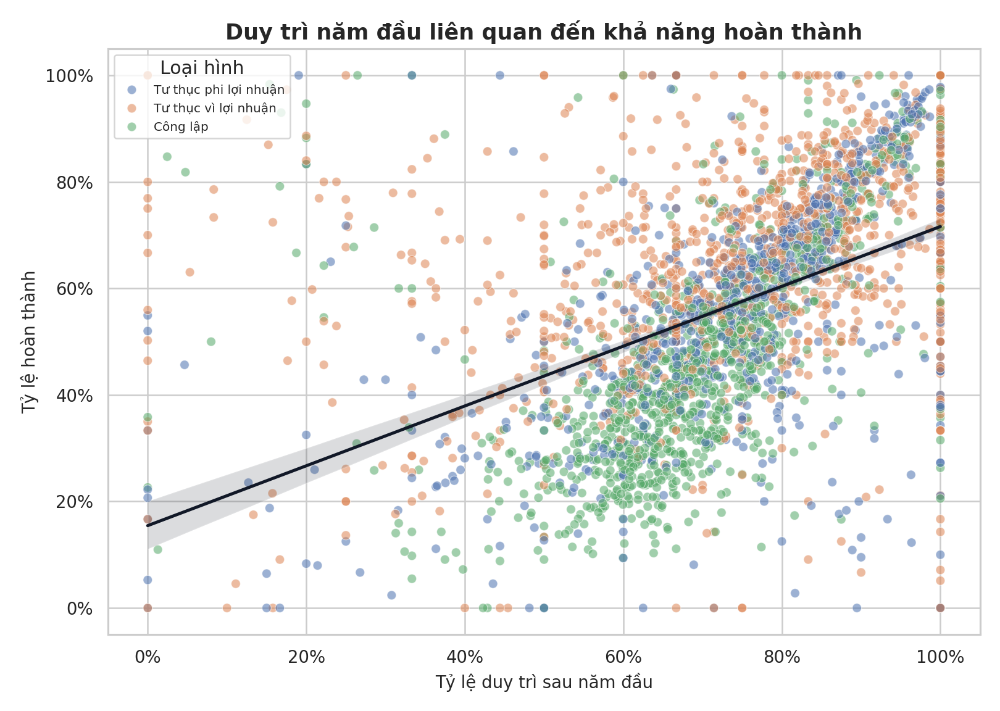 Duy trì năm đầu liên quan đến khả năng hoàn thành
Loại hình
Tư thục phi lợi nhuận
Tư thục vì lợi nhuận
Công lập
100%
80%
60%
40%
20%
0%
Tỷ lệ hoàn thành
0%
20%
40%
60%
80%
100%
Tỷ lệ duy trì sau năm đầu